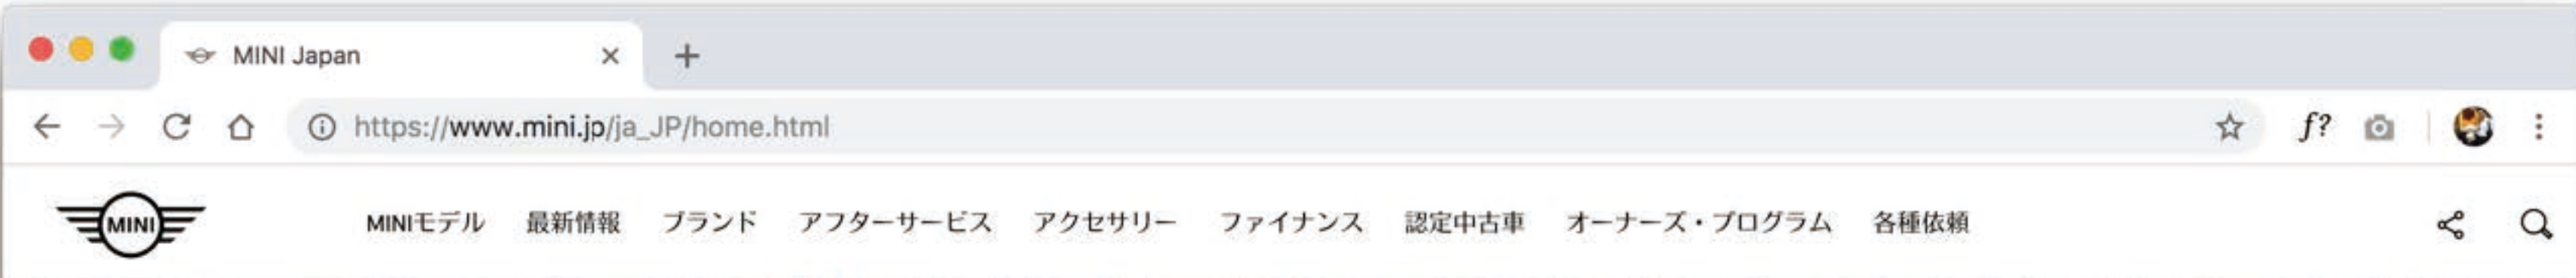 MINI Japan
https://www.mini.jp/ja_JP/home.html
f?
MINI
MINIモデル 最新情報 ブランド アフターサービス アクセサリー ファイナンス 認定中古車 オーナーズ・プログラム 各種依頼